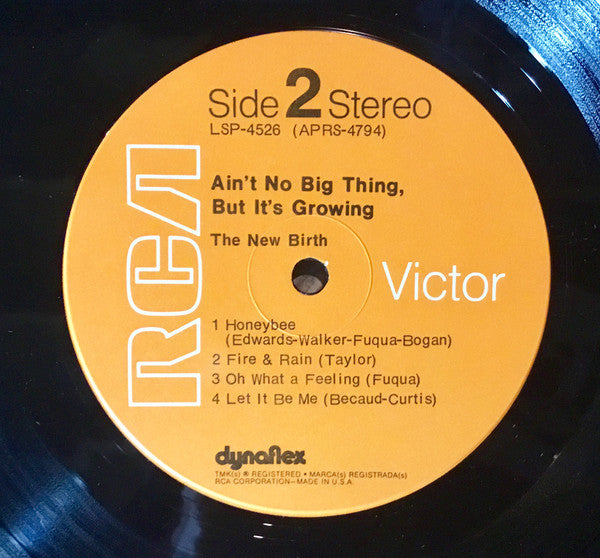 Side 2 Stereo
LSP-4526 (APRS-4794)
RCA
Ain't No Big Thing,
But It's Growing
The New Birth
Victor
1 Honeybee
(Edwards-Walker-Fuqua-Bogan)
2 Fire & Rain (Taylor)
3 Oh What a Feeling (Fuqua)
4 Let It Be Me (Becaud-Curtis)
dynaflex
TMK(s) ® REGISTERED • MARCA(s) REGISTRADA(s)
RCA CORPORATION–MADE IN U.S.A.